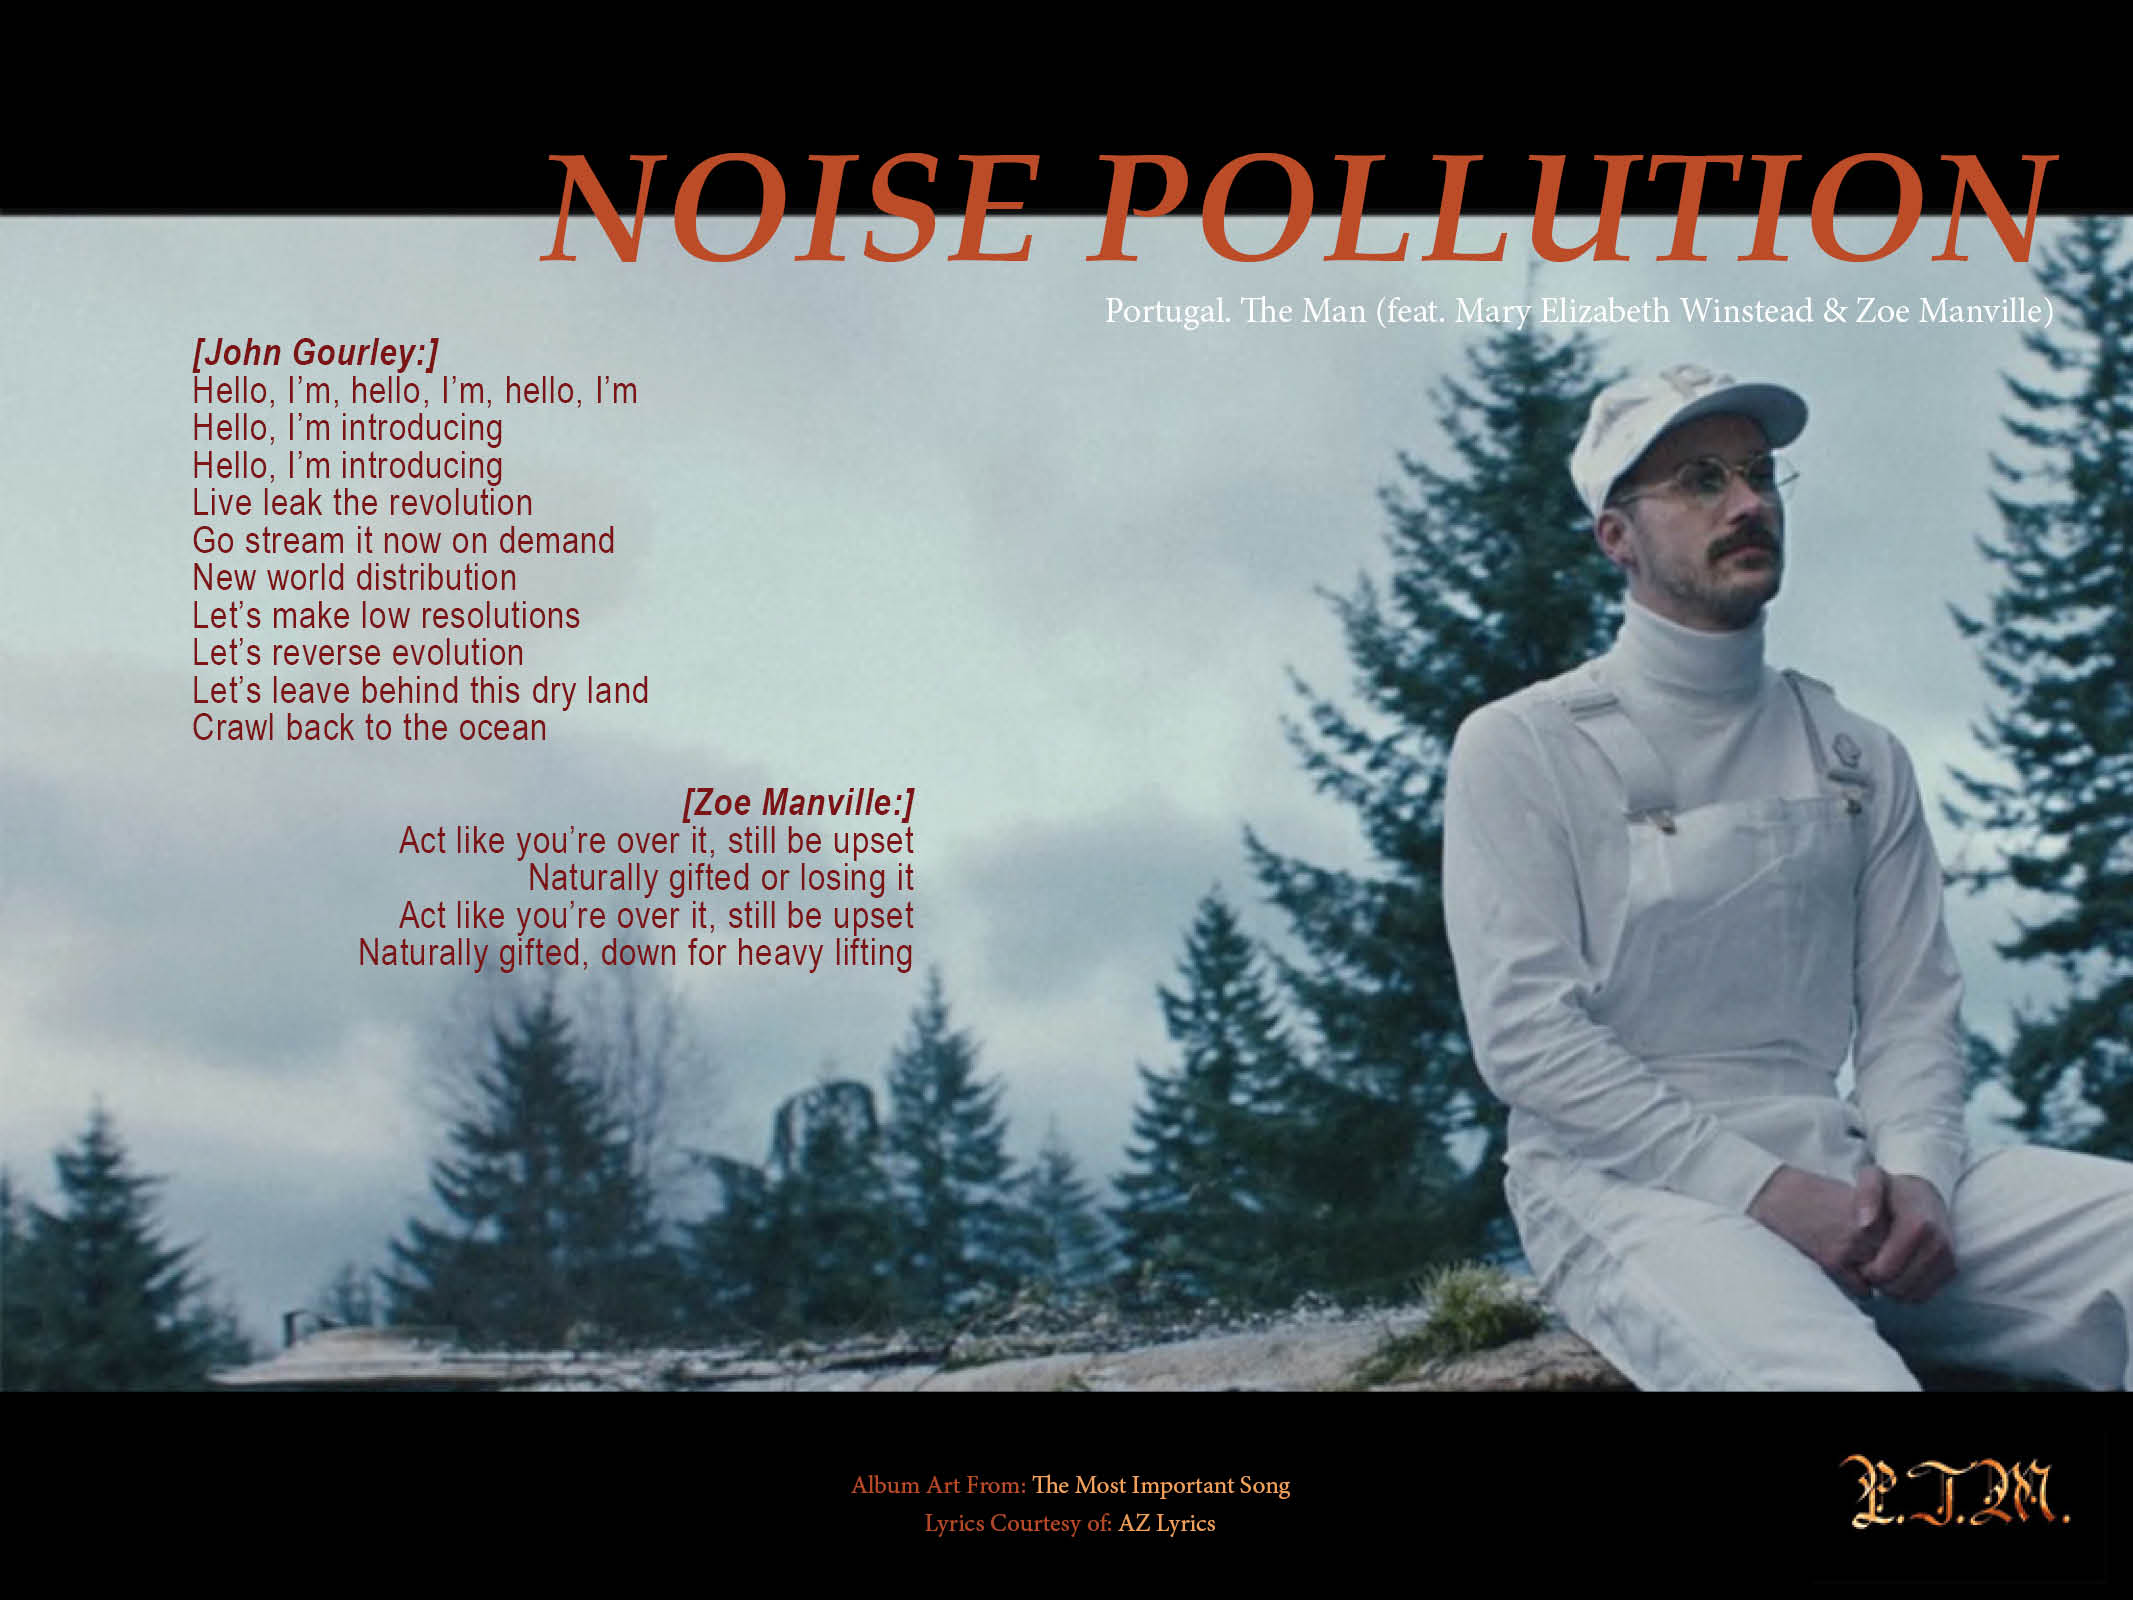 NOISE POLLUTION
Portugal. The Man (feat. Mary Elizabeth Winstead & Zoe Manville)
[John Gourley:]
Hello, I’m, hello, I’m, hello, I’m
Hello, I’m introducing
Hello, I’m introducing
Live leak the revolution
Go stream it now on demand
New world distribution
Let’s make low resolutions
Let’s reverse evolution
Let’s leave behind this dry land
Crawl back to the ocean
[Zoe Manville:]
Act like you’re over it, still be upset
Naturally gifted or losing it
Act like you’re over it, still be upset
Naturally gifted, down for heavy lifting
Album Art From: The Most Important Song
Lyrics Courtesy of: AZ Lyrics
P.T.M.